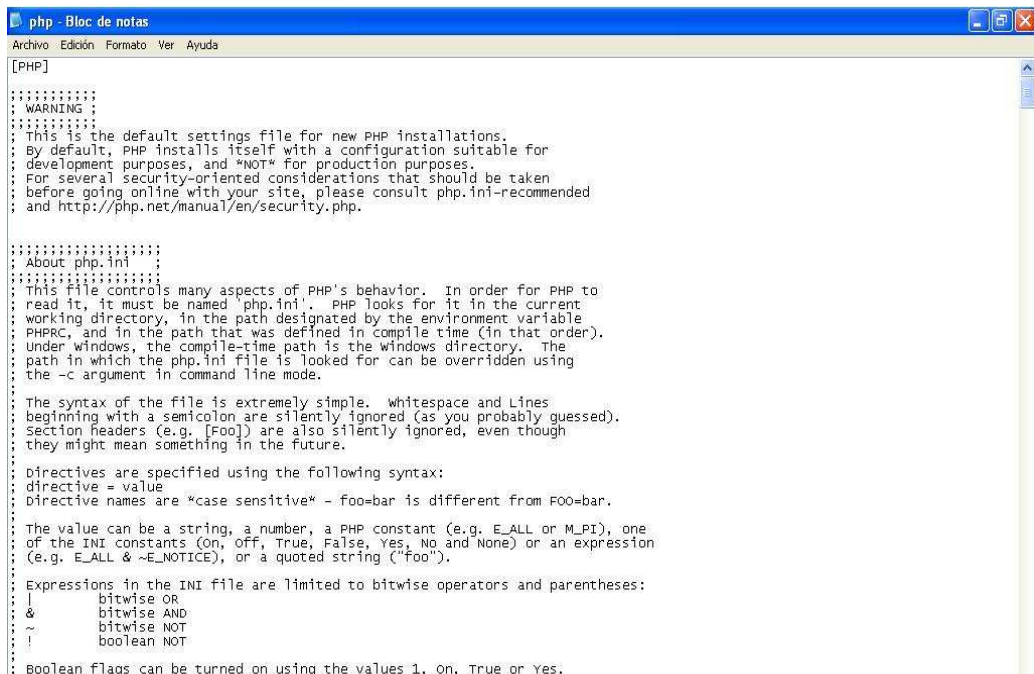 php - Bloc de notas
Archivo Edición Formato Ver Ayuda
[PHP]
;;;;;;;;;;;
; WARNING ;
;;;;;;;;;;;
; This is the default settings file for new PHP installations.
; By default, PHP installs itself with a configuration suitable for
; development purposes, and *NOT* for production purposes.
; For several security-oriented considerations that should be taken
; before going online with your site, please consult php.ini-recommended
; and http://php.net/manual/en/security.php.
;;;;;;;;;;;;;;;;;;;
; About php.ini   ;
;;;;;;;;;;;;;;;;;;;
; This file controls many aspects of PHP's behavior.  In order for PHP to
; read it, it must be named 'php.ini'.  PHP looks for it in the current
; working directory, in the path designated by the environment variable
; PHPRC, and in the path that was defined in compile time (in that order).
; Under Windows, the compile-time path is the Windows directory.  The
; path in which the php.ini file is looked for can be overridden using
; the -c argument in command line mode.
;
; The syntax of the file is extremely simple.  Whitespace and Lines
; beginning with a semicolon are silently ignored (as you probably guessed).
; Section headers (e.g. [Foo]) are also silently ignored, even though
; they might mean something in the future.
;
; Directives are specified using the following syntax:
; directive = value
; Directive names are *case sensitive* - foo=bar is different from FOO=bar.
;
; The value can be a string, a number, a PHP constant (e.g. E_ALL or M_PI), one
; of the INI constants (On, Off, True, False, Yes, No and None) or an expression
; (e.g. E_ALL & ~E_NOTICE), or a quoted string ("foo").
;
; Expressions in the INI file are limited to bitwise operators and parentheses:
; |        bitwise OR
; &        bitwise AND
; ~        bitwise NOT
; !        boolean NOT
;
; Boolean flags can be turned on using the values 1, On, True or Yes.